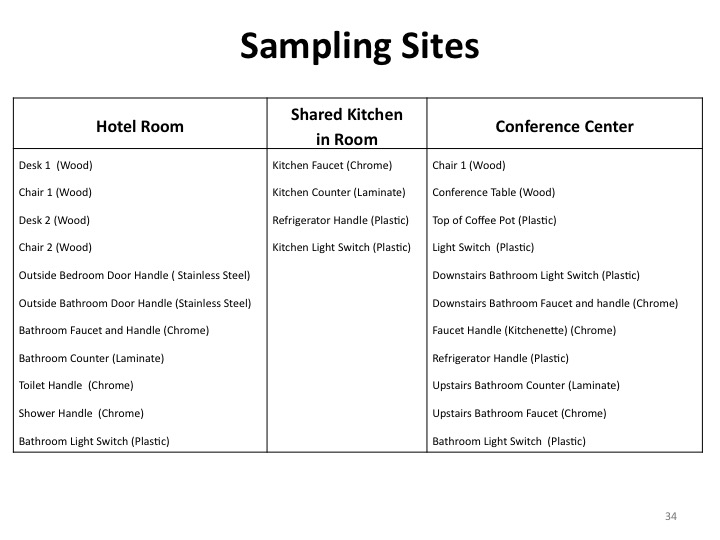 Sampling Sites
Hotel Room
Shared Kitchen
in Room
Conference Center
Desk 1  (Wood)
Kitchen Faucet (Chrome)
Chair 1 (Wood)
Chair 1 (Wood)
Kitchen Counter (Laminate)
Conference Table (Wood)
Desk 2 (Wood)
Refrigerator Handle (Plastic)
Top of Coffee Pot (Plastic)
Chair 2 (Wood)
Kitchen Light Switch (Plastic)
Light Switch  (Plastic)
Outside Bedroom Door Handle ( Stainless Steel)
Downstairs Bathroom Light Switch (Plastic)
Outside Bathroom Door Handle (Stainless Steel)
Downstairs Bathroom Faucet and handle (Chrome)
Bathroom Faucet and Handle (Chrome)
Faucet Handle (Kitchenette) (Chrome)
Bathroom Counter (Laminate)
Refrigerator Handle (Plastic)
Toilet Handle  (Chrome)
Upstairs Bathroom Counter (Laminate)
Shower Handle  (Chrome)
Upstairs Bathroom Faucet (Chrome)
Bathroom Light Switch (Plastic)
Bathroom Light Switch  (Plastic)
34